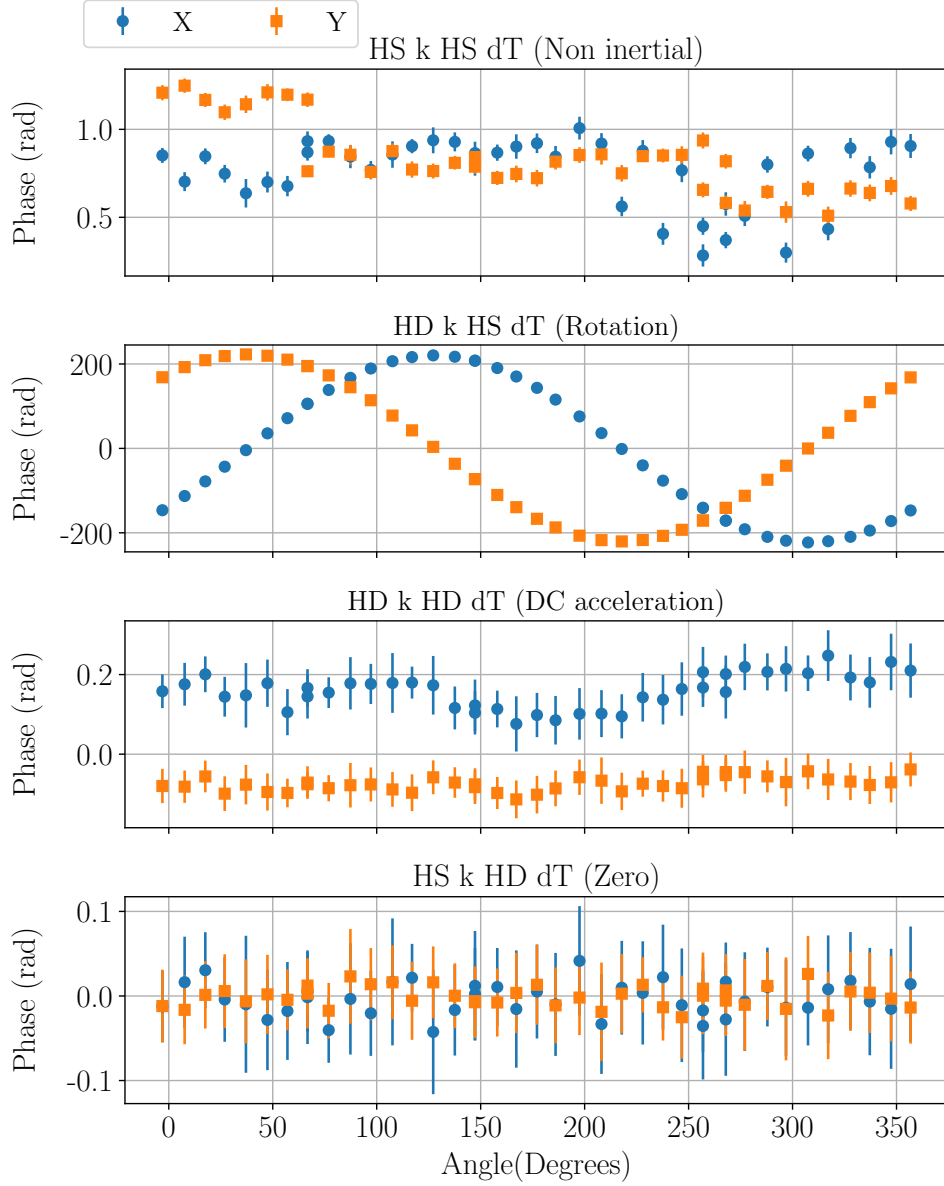 X Y
HS k HS dT (Non inertial)
Phase (rad)
1.0
0.5
HD k HS dT (Rotation)
Phase (rad)
200
0
-200
HD k HD dT (DC acceleration)
Phase (rad)
0.2
0.0
HS k HD dT (Zero)
Phase (rad)
0.1
0.0
-0.1
0 50 100 150 200 250 300 350
Angle(Degrees)